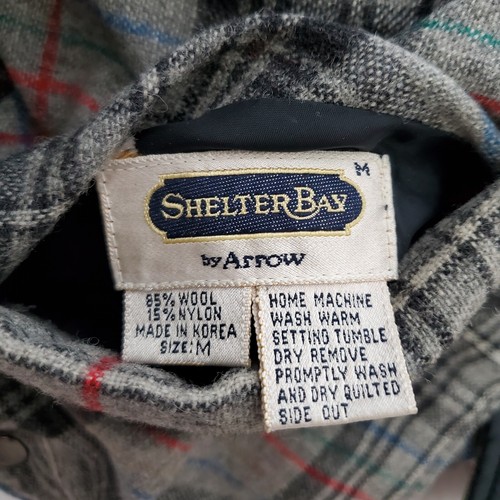 M
SHELTER BAY
by Arrow
85% WOOL
15% NYLON
MADE IN KOREA
SIZE: M
HOME MACHINE
WASH WARM
SETTING TUMBLE
DRY REMOVE
PROMPTLY WASH
AND DRY QUILTED
SIDE OUT